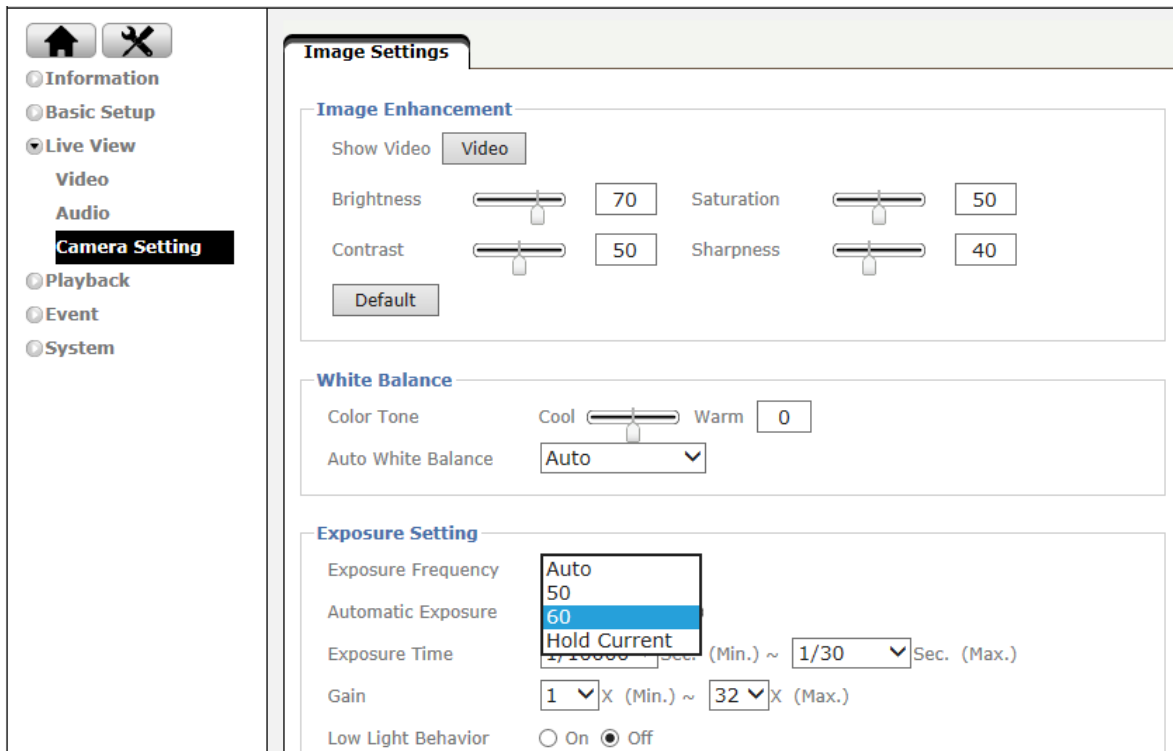 Information
Basic Setup
Live View
Video
Audio
Camera Setting
Playback
Event
System
Image Settings
Image Enhancement
Show Video Video
Brightness 70 Saturation 50
Contrast 50 Sharpness 40
Default
White Balance
Color Tone Cool Warm 0
Auto White Balance Auto
Exposure Setting
Exposure Frequency Auto
50
Automatic Exposure 60
Hold Current
Exposure Time 1/10000 Sec. (Min.) ~ 1/30 Sec. (Max.)
Gain 1 X (Min.) ~ 32 X (Max.)
Low Light Behavior On Off